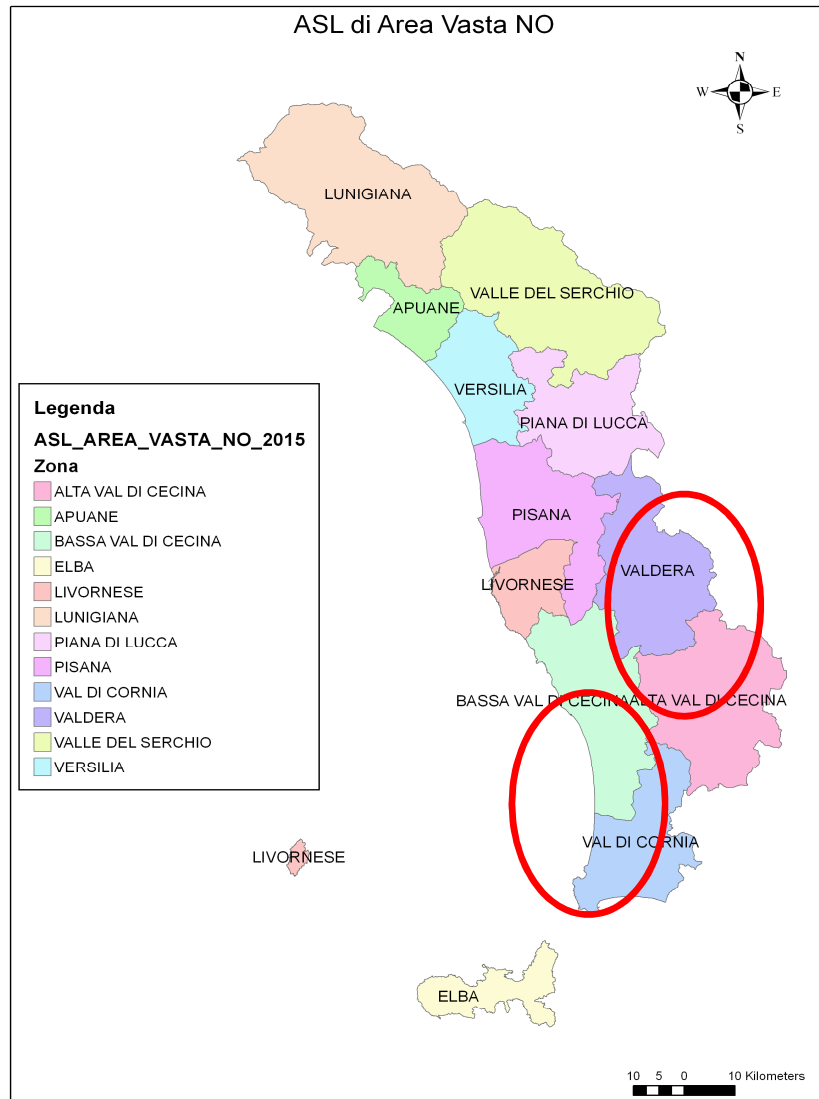 ASL di Area Vasta NO
N
W E
S
LUNIGIANA
VALLE DEL SERCHIO
APUANE
VERSILIA
PIANA DI LUCCA
Legenda
ASL_AREA_VASTA_NO_2015
Zona
ALTA VAL DI CECINA
APUANE
BASSA VAL DI CECINA
ELBA
LIVORNESE
LUNIGIANA
PIANA DI LUCCA
PISANA
VAL DI CORNIA
VALDERA
VALLE DEL SERCHIO
VERSILIA
PISANA
VALDERA
LIVORNESE
BASSA VAL DI CECINA
ALTA VAL DI CECINA
VAL DI CORNIA
LIVORNESE
ELBA
10 5 0 10 Kilometers